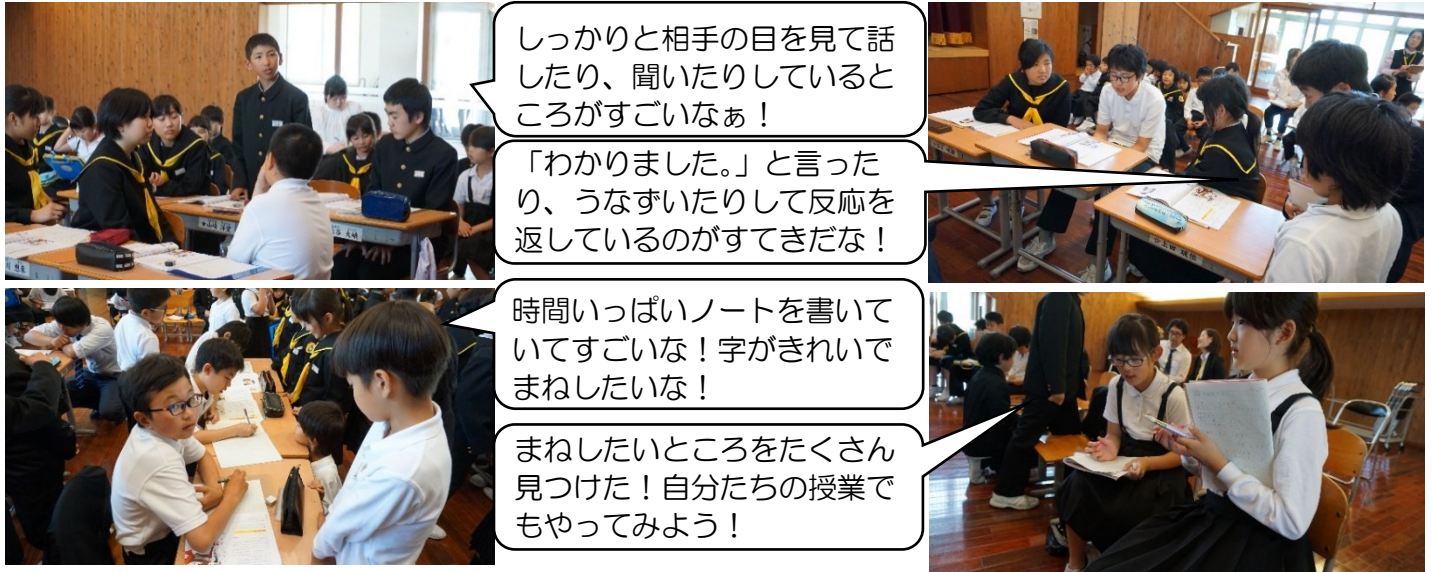 しっかりと相手の目を見て話
したり、聞いたりしていると
ころがすごいなぁ！
「わかりました。」と言った
り、うなずいたりして反応を
返しているのがすてきだな！
時間いっぱいノートを書いて
いてすごいな！字がきれいで
まねしたいな！
まねしたいところをたくさん
見つけた！自分たちの授業で
もやってみよう！